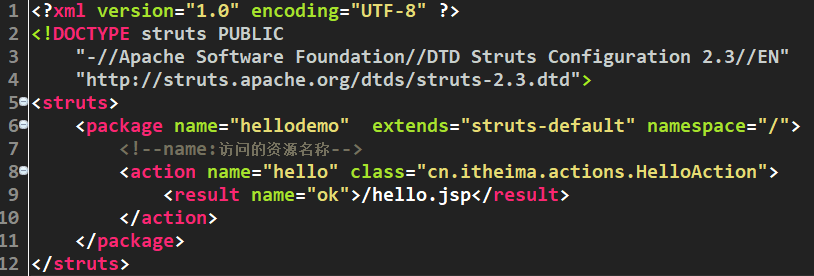 1 <?xml version="1.0" encoding="UTF-8" ?>
2 <!DOCTYPE struts PUBLIC
3     "-//Apache Software Foundation//DTD Struts Configuration 2.3//EN"
4     "http://struts.apache.org/dtds/struts-2.3.dtd">
5 <struts>
6     <package name="hellodemo"  extends="struts-default" namespace="/">
7         <!--name:访问的资源名称-->
8         <action name="hello" class="cn.itheima.actions.HelloAction">
9             <result name="ok">/hello.jsp</result>
10         </action>
11     </package>
12 </struts>